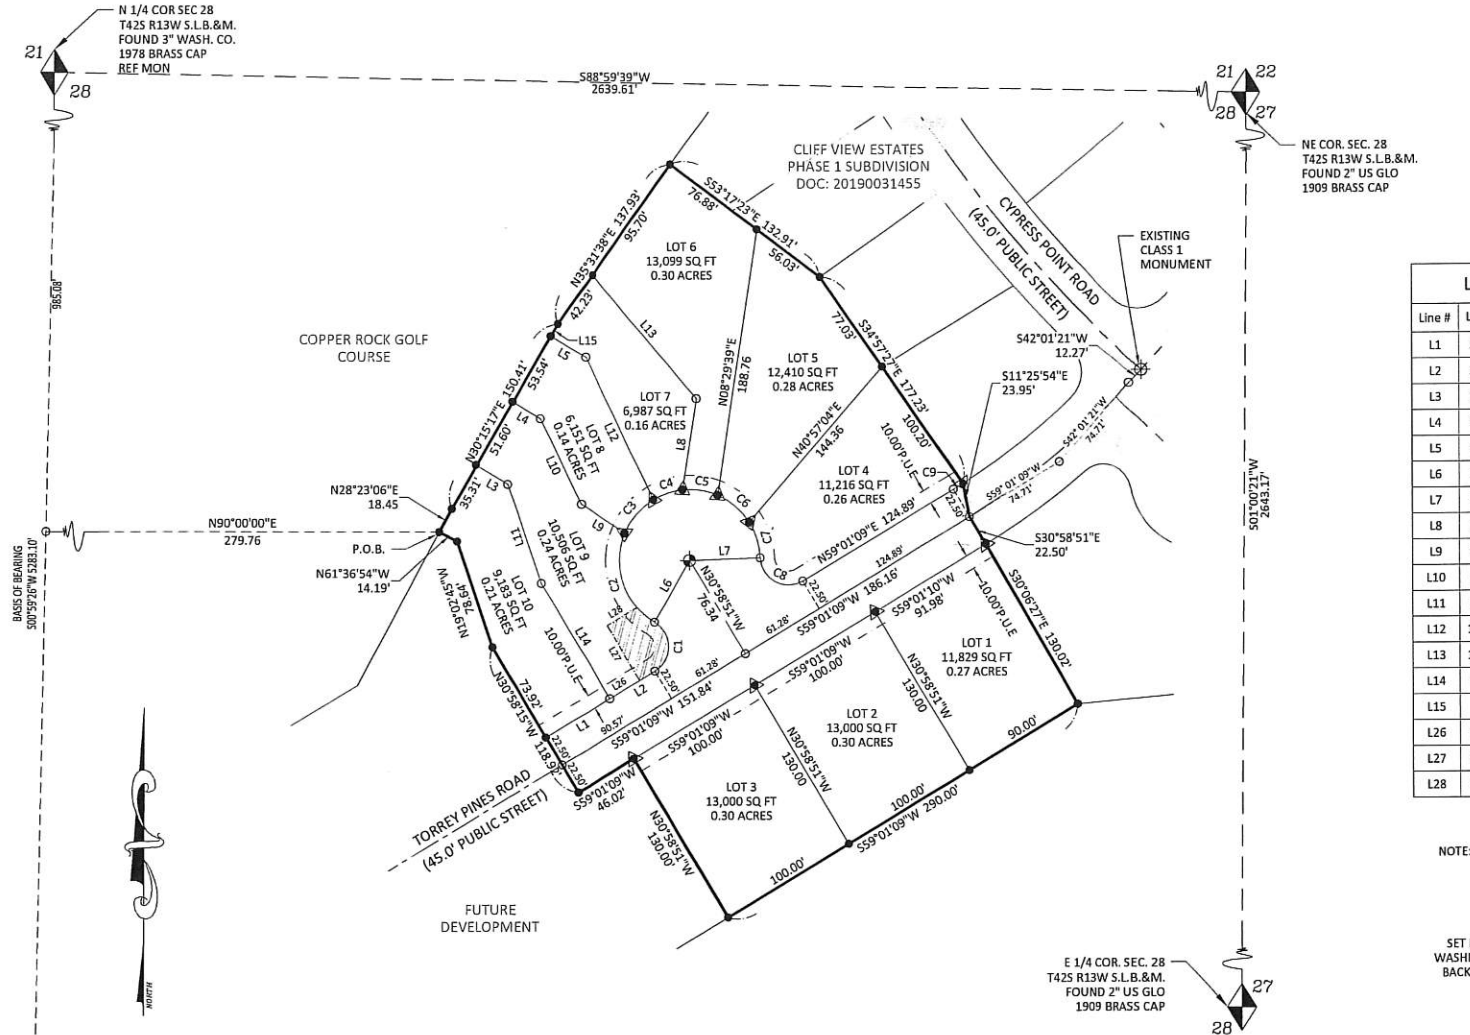 N 1/4 COR SEC 28
T42S R13W S.L.B.&M.
FOUND 3" WASH. CO.
1978 BRASS CAP
REF MON
21
28
S88°59'39"W
2639.61'
21 22
28 27
NE COR. SEC. 28
T42S R13W S.L.B.&M.
FOUND 2" US GLO
1909 BRASS CAP
CLIFF VIEW ESTATES
PHASE 1 SUBDIVISION
DOC: 20190031455
CYPRESS POINT ROAD
(45.0' PUBLIC STREET)
EXISTING
CLASS 1
MONUMENT
S42°01'21"W
12.27'
S11°25'54"E
23.95'
S53°17'23"E 132.91'
76.88'
56.03'
N35°31'38"E 137.93'
95.70'
42.23'
LOT 6
13,099 SQ FT
0.30 ACRES
985.08'
COPPER ROCK GOLF
COURSE
L15
L5
L13
N08°29'39"E
188.76
LOT 5
12,410 SQ FT
0.28 ACRES
S34°57'27"E 177.23'
77.03'
100.20'
10.00'P.U.E
N30°15'17"E 150.41'
53.54'
51.60'
35.31'
LOT 7
6,987 SQ FT
0.16 ACRES
L4
LOT 8
6,151 SQ FT
0.14 ACRES
L12
L8
L10
N40°57'04"E
144.36
LOT 4
11,216 SQ FT
0.26 ACRES
C9
22.50'
S59°01'09"W
74.71'
S42°01'21"W
74.71'
N28°23'06"E
18.45
L3
L9
C3
C4
C5
C6
C7
N90°00'00"E
279.76
P.O.B.
N61°36'54"W
14.19'
BASIS OF BEARING
S00°59'26"W 5283.10'
L11
LOT 9
10,506 SQ FT
0.24 ACRES
LOT 10
9,183 SQ FT
0.21 ACRES
C2
L6
L7
C8
N59°01'09"E 124.89'
124.89'
22.50'
S59°01'09"W 186.16'
S30°58'51"E
22.50'
S01°00'21"W
2643.17'
N19°02'45"W
78.64'
L14
L28
L27
C1
N30°58'51"W
76.34
61.28'
S59°01'10"W
91.98'
10.00'P.U.E
S30°06'27"E 130.02'
10.00'P.U.E
L26
L2
22.50'
61.28'
73.92'
N30°58'15"W 118.92'
L1
90.57'
S59°01'09"W 151.84'
S59°01'09"W
100.00'
LOT 1
11,829 SQ FT
0.27 ACRES
N30°58'51"W
130.00
22.50'
22.50'
S59°01'09"W
100.00'
LOT 2
13,000 SQ FT
0.30 ACRES
90.00'
S59°01'09"W
46.02'
LOT 3
13,000 SQ FT
0.30 ACRES
N30°58'51"W
130.00
N30°58'51"W
130.00'
100.00'
S59°01'09"W 290.00'
100.00'
TORREY PINES ROAD
(45.0' PUBLIC STREET)
FUTURE
DEVELOPMENT
NORTH
E 1/4 COR. SEC. 28
T42S R13W S.L.B.&M.
FOUND 2" US GLO
1909 BRASS CAP
27
28
L
Line # L
L1
L2
L3
L4
L5
L6
L7
L8
L9
L10
L11
L12
L13
L14
L15
L26
L27
L28
NOTE:
SET
WASHI
BACK